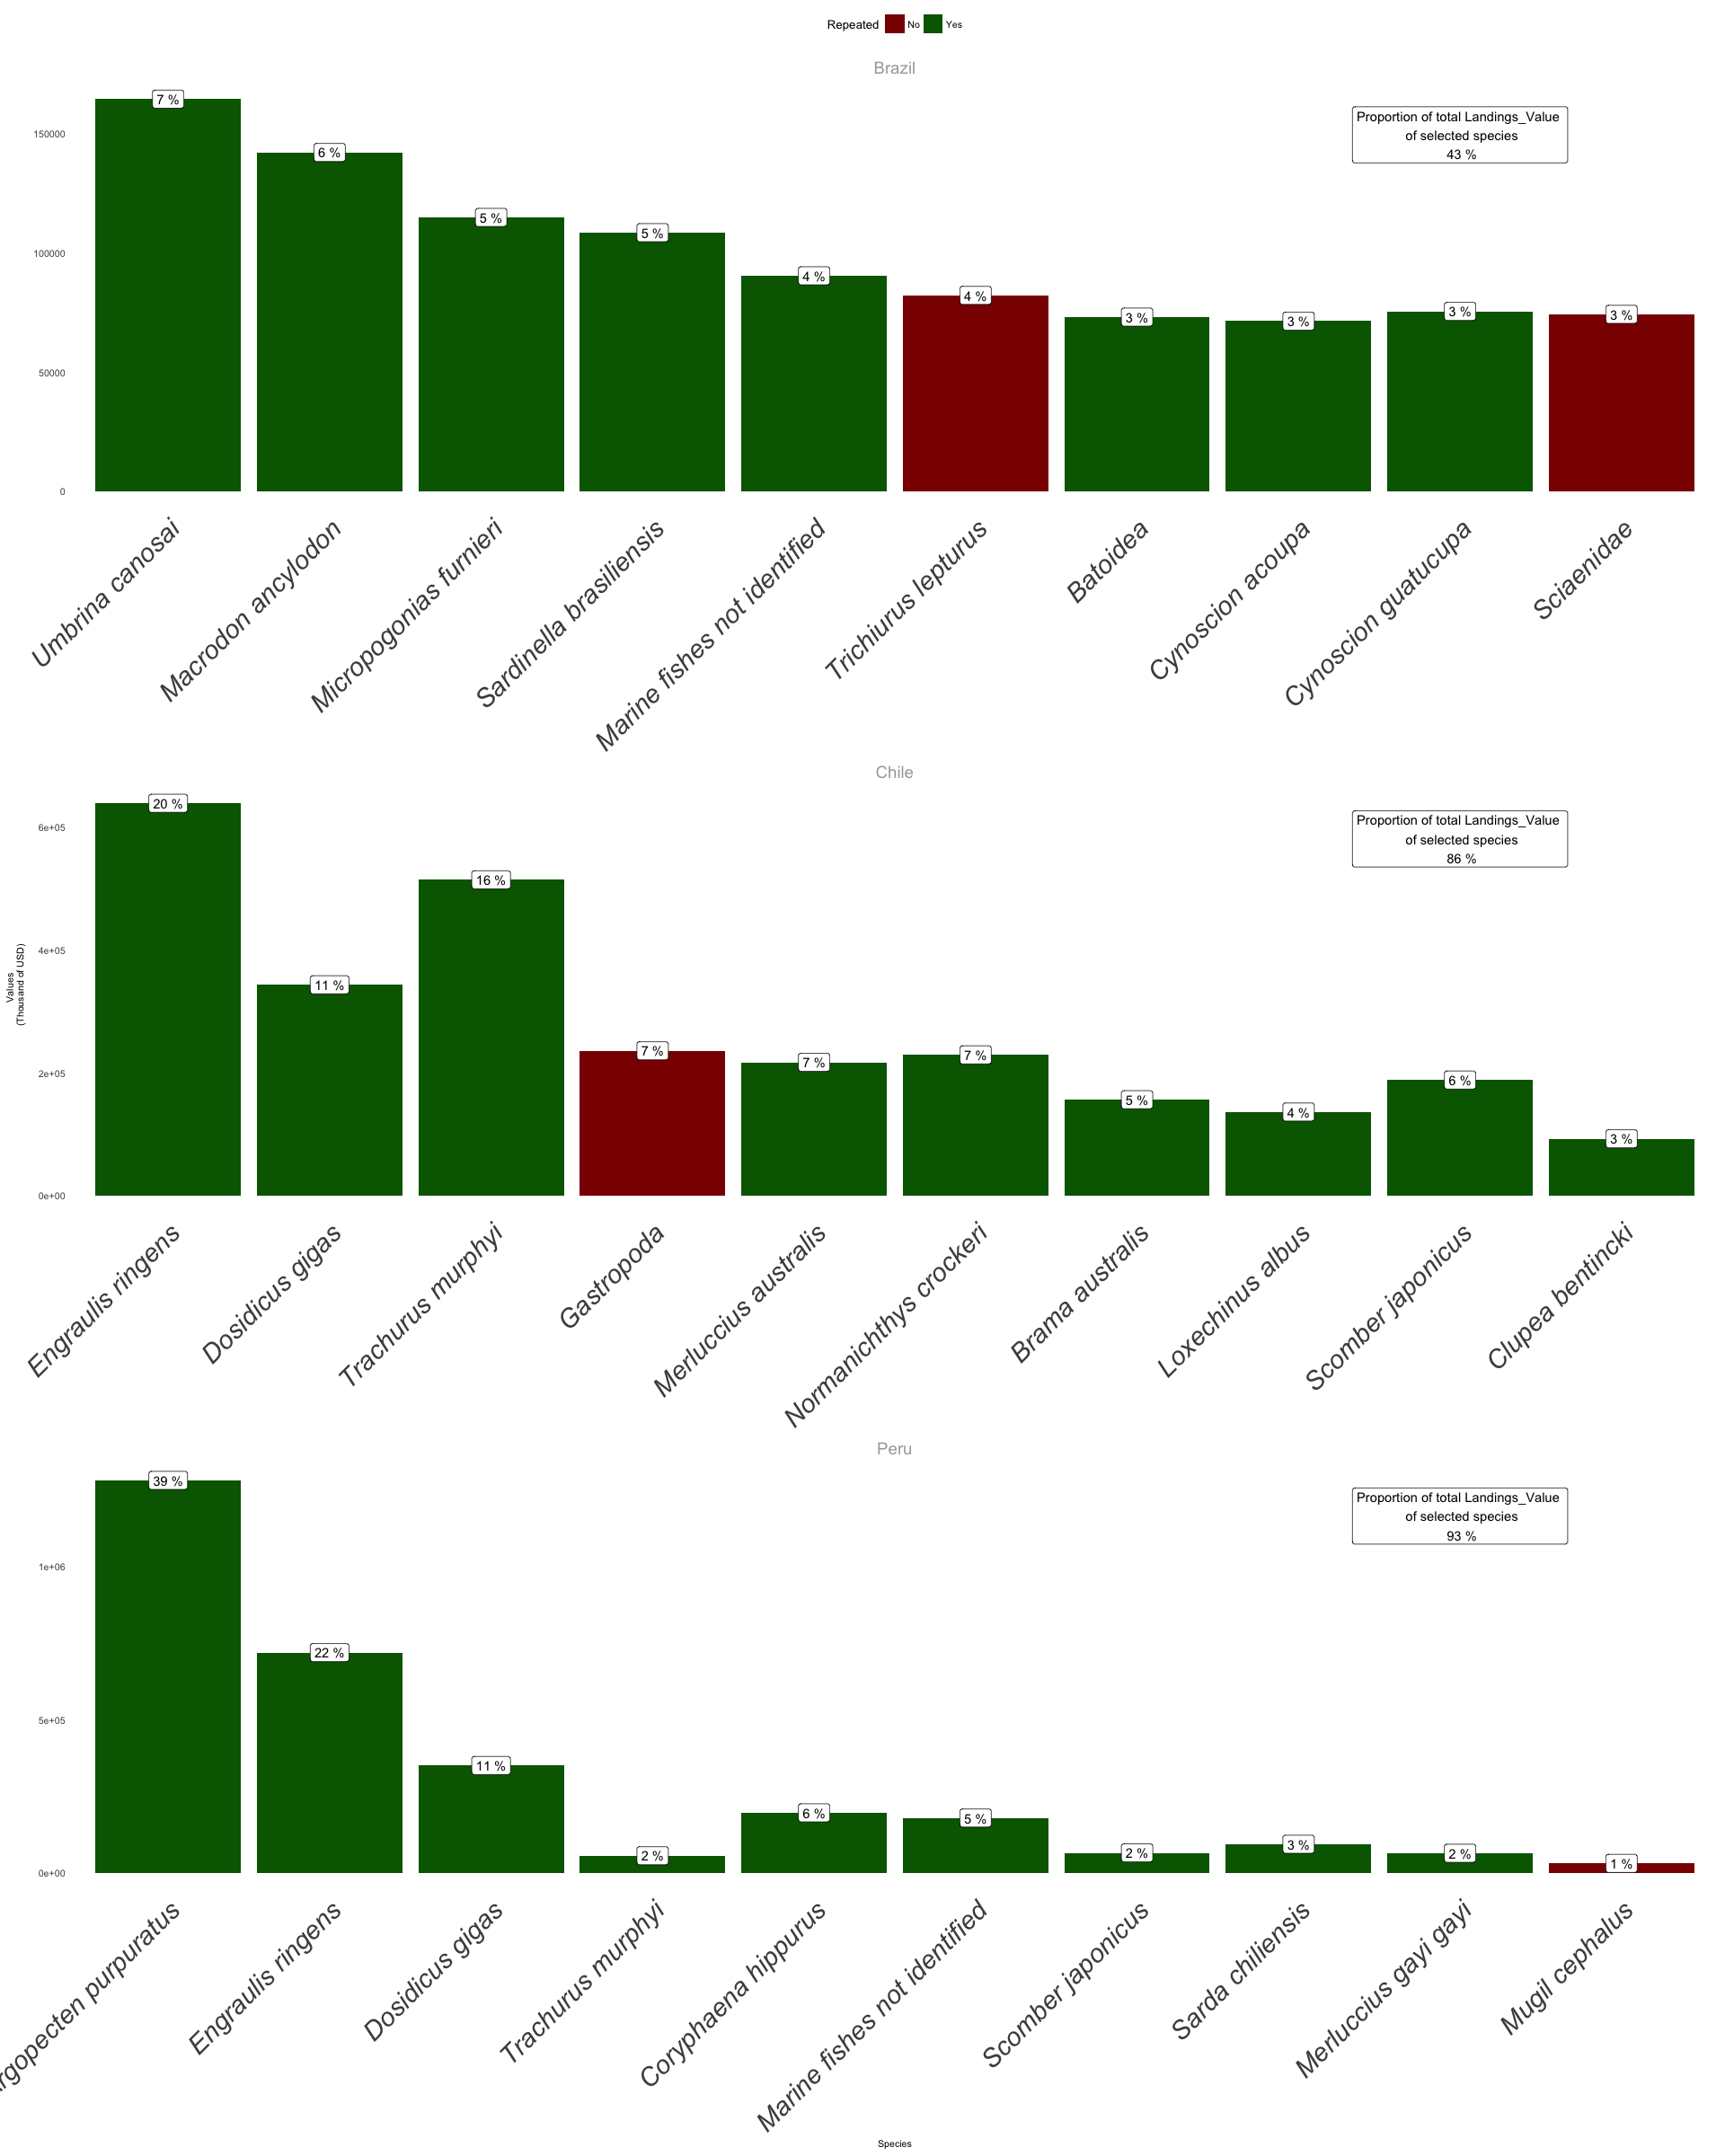 Repeated No Yes
Brazil
7 %
6 %
5 %
5 %
4 %
4 %
3 %
3 %
3 %
3 %
Proportion of total Landings_Value
of selected species
43 %
150000
100000
50000
0
Umbrina canosai
Macrodon ancylodon
Micropogonias furnieri
Sardinella brasiliensis
Marine fishes not identified
Trichiurus lepturus
Batoidea
Cynoscion acoupa
Cynoscion guatucupa
Sciaenidae
Chile
20 %
11 %
16 %
7 %
7 %
7 %
5 %
4 %
6 %
3 %
Proportion of total Landings_Value
of selected species
86 %
6e+05
4e+05
2e+05
0e+00
Values
(Thousand of USD)
Engraulis ringens
Dosidicus gigas
Trachurus murphyi
Gastropoda
Merluccius australis
Normanichthys crockeri
Brama australis
Loxechinus albus
Scomber japonicus
Clupea bentincki
Peru
39 %
22 %
11 %
2 %
6 %
5 %
2 %
3 %
2 %
1 %
Proportion of total Landings_Value
of selected species
93 %
1e+06
5e+05
0e+00
rgopecten purpuratus
Engraulis ringens
Dosidicus gigas
Trachurus murphyi
Coryphaena hippurus
Marine fishes not identified
Scomber japonicus
Sarda chiliensis
Merluccius gayi gayi
Mugil cephalus
Species